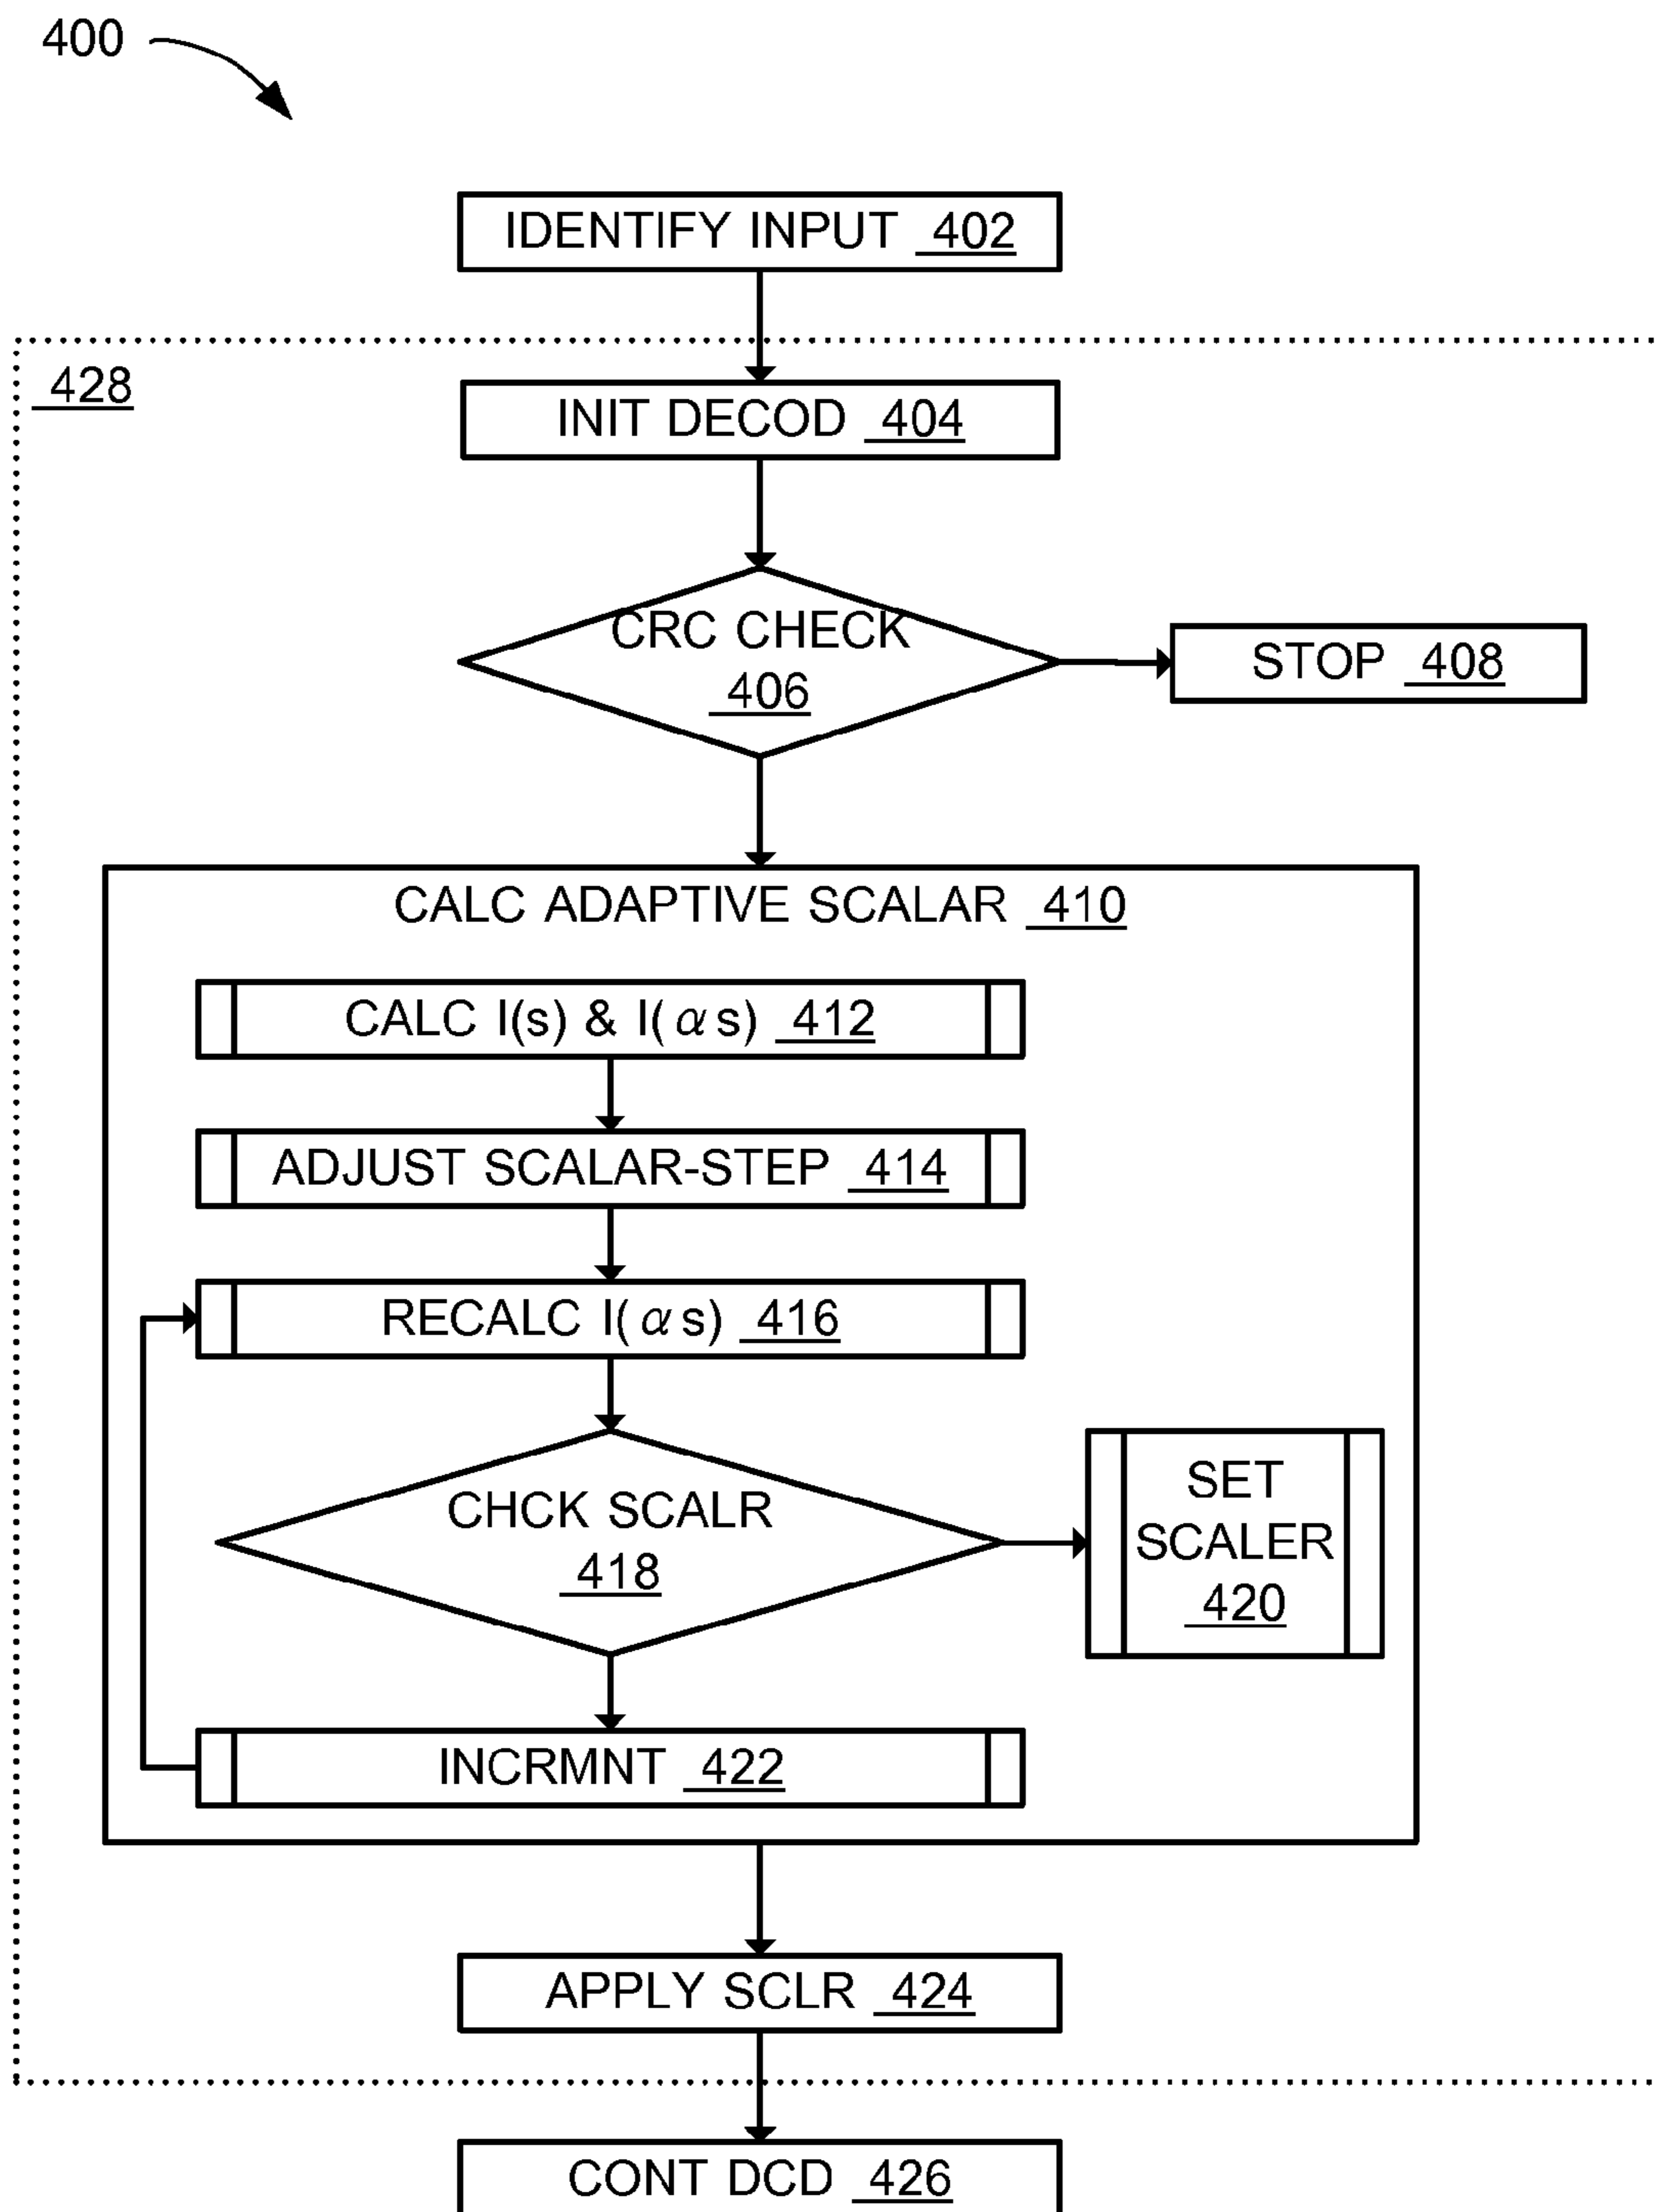 400
IDENTIFY INPUT 402
428
INIT DECOD 404
CRC CHECK
406
STOP 408
CALC ADAPTIVE SCALAR 410
CALC I(s) & I(α s) 412
ADJUST SCALAR-STEP 414
RECALC I(α s) 416
CHCK SCALR
418
SET
SCALER
420
INCRMNT 422
APPLY SCLR 424
CONT DCD 426